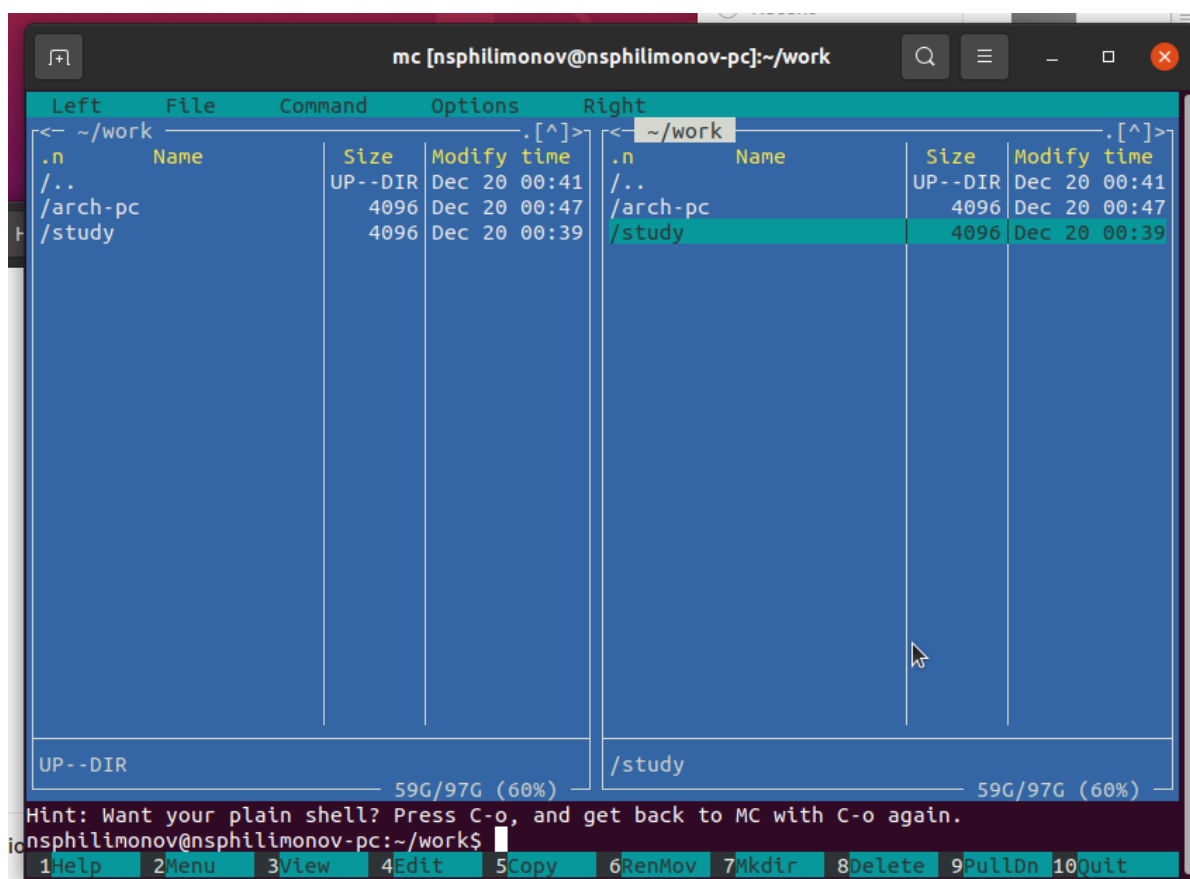 mc [nsphilimonov@nsphilimonov-pc]:~/work
Left File Command Options Right
<─ ~/work ─.[^]> <─ ~/work ─.[^]>
.n Name Size Modify time .n Name Size Modify time
/.. UP--DIR Dec 20 00:41 /.. UP--DIR Dec 20 00:41
/arch-pc 4096 Dec 20 00:47 /arch-pc 4096 Dec 20 00:47
/study 4096 Dec 20 00:39 /study 4096 Dec 20 00:39
UP--DIR /study
59G/97G (60%) 59G/97G (60%)
Hint: Want your plain shell? Press C-o, and get back to MC with C-o again.
nsphilimonov@nsphilimonov-pc:~/work$
1Help 2Menu 3View 4Edit 5Copy 6RenMov 7Mkdir 8Delete 9PullDn 10Quit